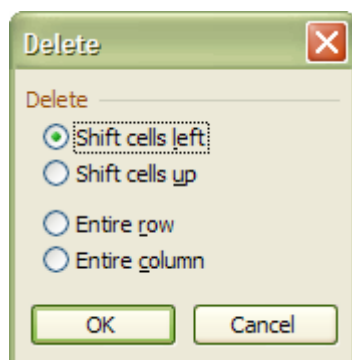 Delete
Delete
Shift cells left
Shift cells up
Entire row
Entire column
OK Cancel